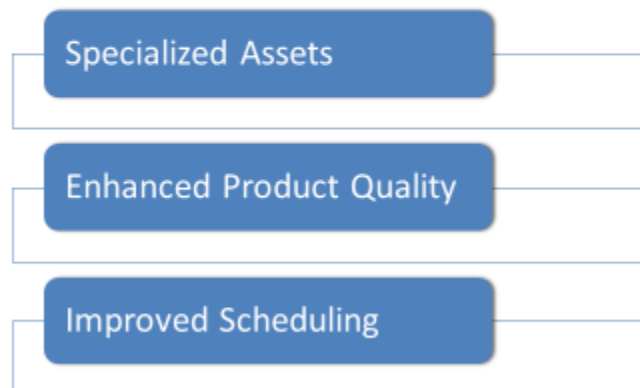 Specialized Assets
Enhanced Product Quality
Improved Scheduling